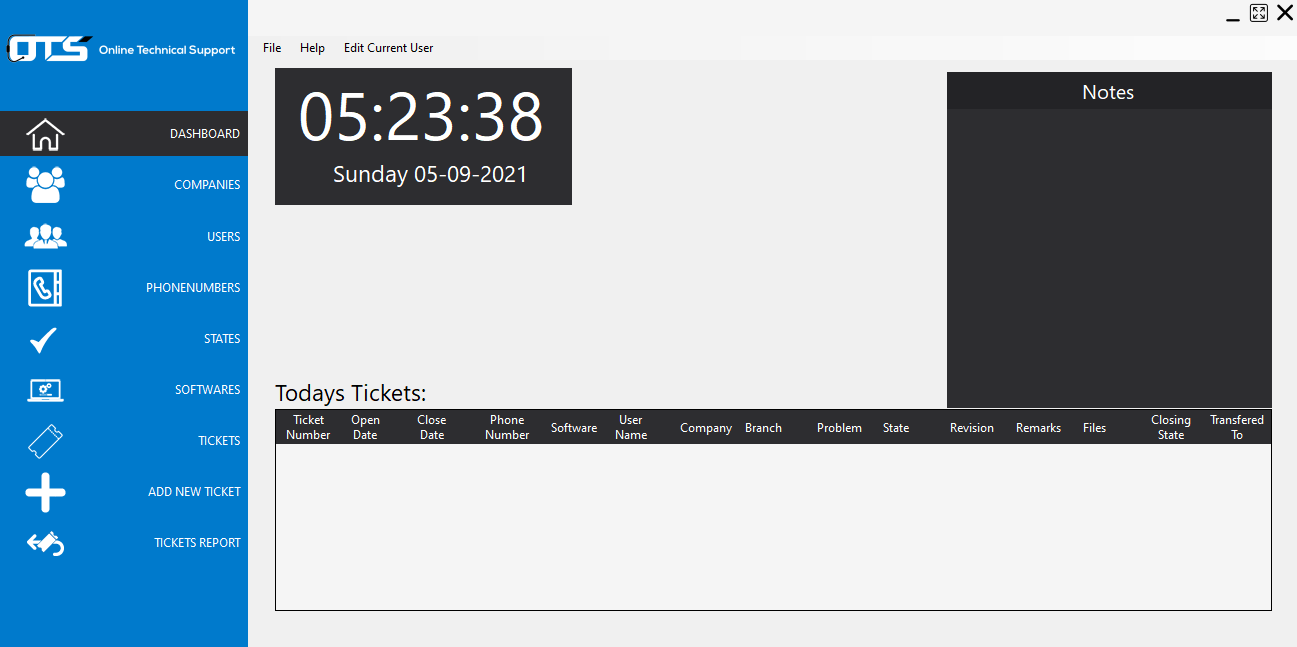 OTS Online Technical Support
File Help Edit Current User
DASHBOARD
COMPANIES
USERS
PHONENUMBERS
STATES
SOFTWARES
TICKETS
ADD NEW TICKET
TICKETS REPORT
05:23:38
Sunday 05-09-2021
Notes
Todays Tickets:
Ticket Number Open Date Close Date Phone Number Software User Name Company Branch Problem State Revision Remarks Files Closing State Transfered To